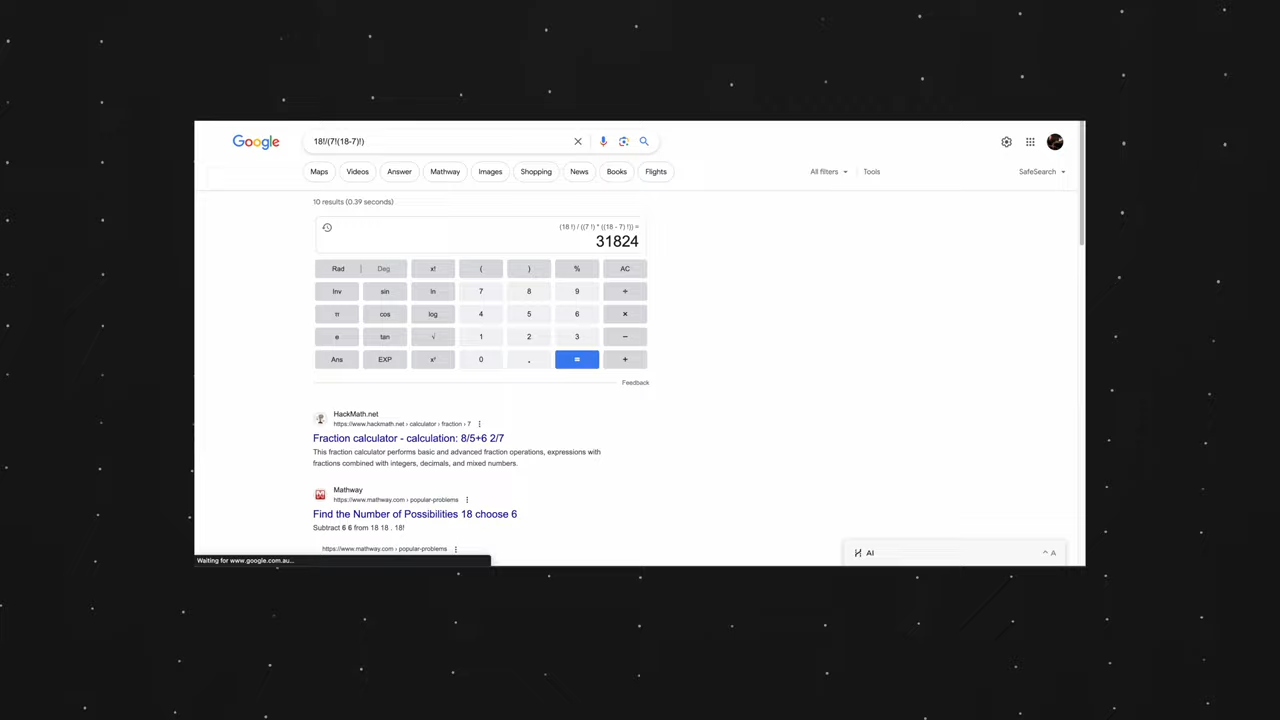 Google
18!/(7!(18-7)!)
Maps Videos Answer Mathway Images Shopping News Books Flights All filters Tools SafeSearch
10 results (0.39 seconds)
(18 !) / ((7 !) * ((18 - 7) !)) =
31824
Rad | Deg x! ( ) % AC
Inv sin ln 7 8 9 ÷
π cos log 4 5 6 ×
e tan √ 1 2 3 −
Ans EXP xʸ 0 . = +
Feedback
HackMath.net
https://www.hackmath.net › calculator › fraction › 7
Fraction calculator - calculation: 8/5+6 2/7
This fraction calculator performs basic and advanced fraction operations, expressions with
fractions combined with integers, decimals, and mixed numbers.
Mathway
https://www.mathway.com › popular-problems
Find the Number of Possibilities 18 choose 6
Subtract 6 6 from 18 18 . 18!
https://www.mathway.com › popular-problems
Waiting for www.google.com.au...
AI A